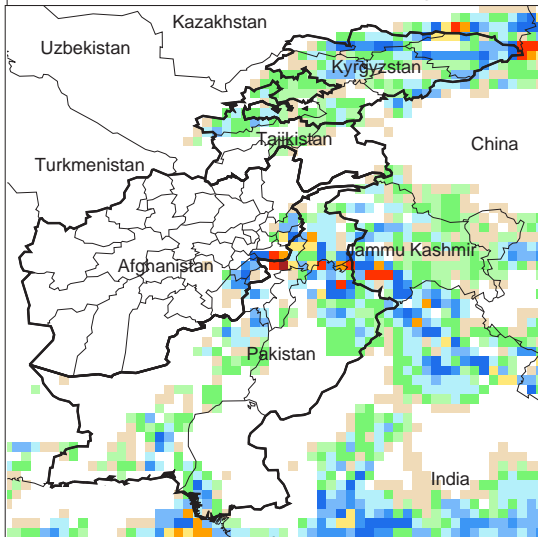 Kazakhstan
Uzbekistan
Kyrgyzstan
Tajikistan
China
Turkmenistan
Jammu Kashmir
Afghanistan
Pakistan
India